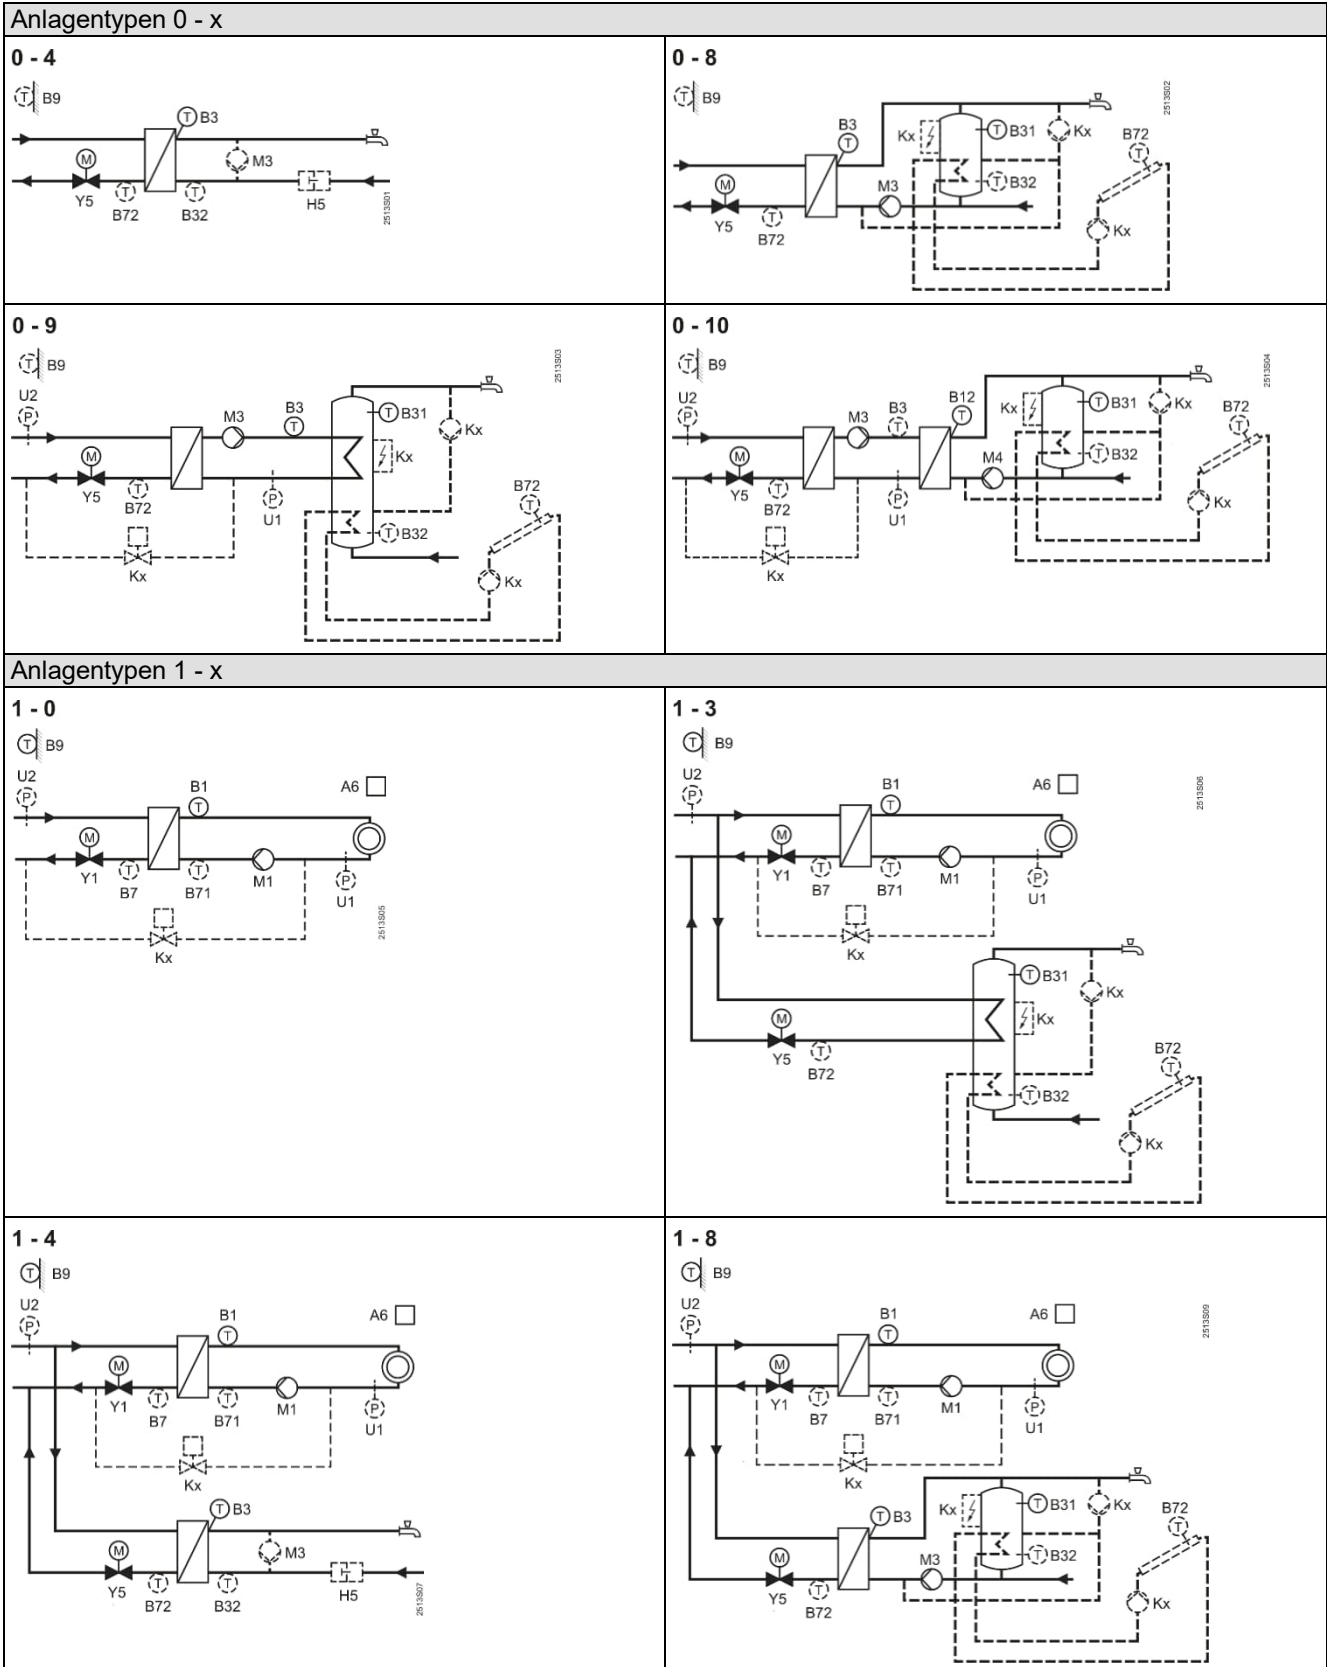 Anlagentypen 0 - x
0 - 4
T B9
T B3
M3
M
Y5
T
B72
T
B32
H5
2513S01
0 - 8
T B9
B3
T
Kx
T B31
Kx
B72
T
2513S02
M
Y5
T
B72
M3
T B32
Kx
0 - 9
T B9
U2
P
M3
B3
T
T B31
Kx
Kx
M
Y5
T
B72
P
U1
B72
T
T B32
Kx
Kx
2513S03
0 - 10
T B9
U2
P
M3
B3
T
B12
T
Kx
T B31
Kx
B72
T
M
Y5
T
B72
P
U1
M4
T B32
Kx
Kx
2513S04
Anlagentypen 1 - x
1 - 0
T B9
U2
P
B1
T
A6
M
Y1
T
B7
T
B71
M1
P
U1
Kx
2513S05
1 - 3
T B9
U2
P
B1
T
A6
2513S06
M
Y1
T
B7
T
B71
M1
P
U1
Kx
T B31
Kx
Kx
M
Y5
T
B72
B72
T
T B32
Kx
1 - 4
T B9
U2
P
B1
T
A6
M
Y1
T
B7
T
B71
M1
P
U1
Kx
T B3
M3
M
Y5
T
B72
T
B32
H5
2513S07
1 - 8
T B9
U2
P
B1
T
A6
2513S09
M
Y1
T
B7
T
B71
M1
P
U1
Kx
T B3
Kx
T B31
Kx
B72
T
M
Y5
T
B72
M3
T B32
Kx